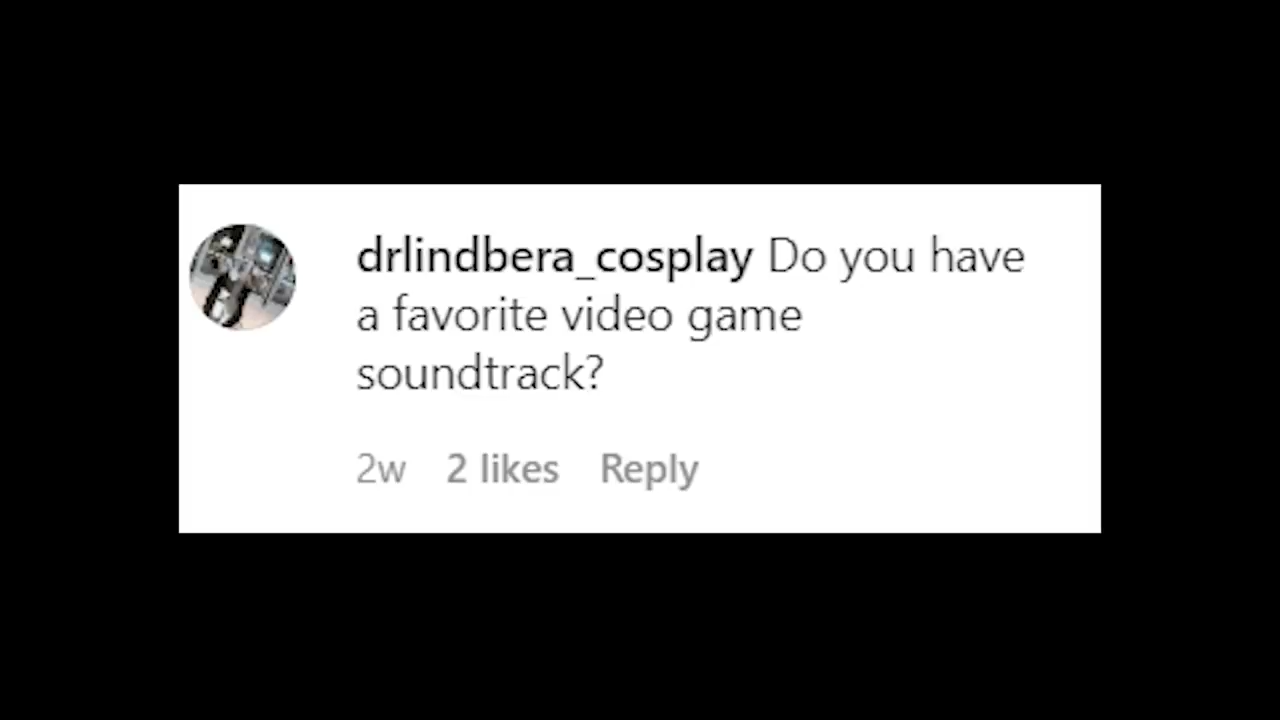 drlindbera_cosplay Do you have
a favorite video game
soundtrack?
2w 2 likes Reply